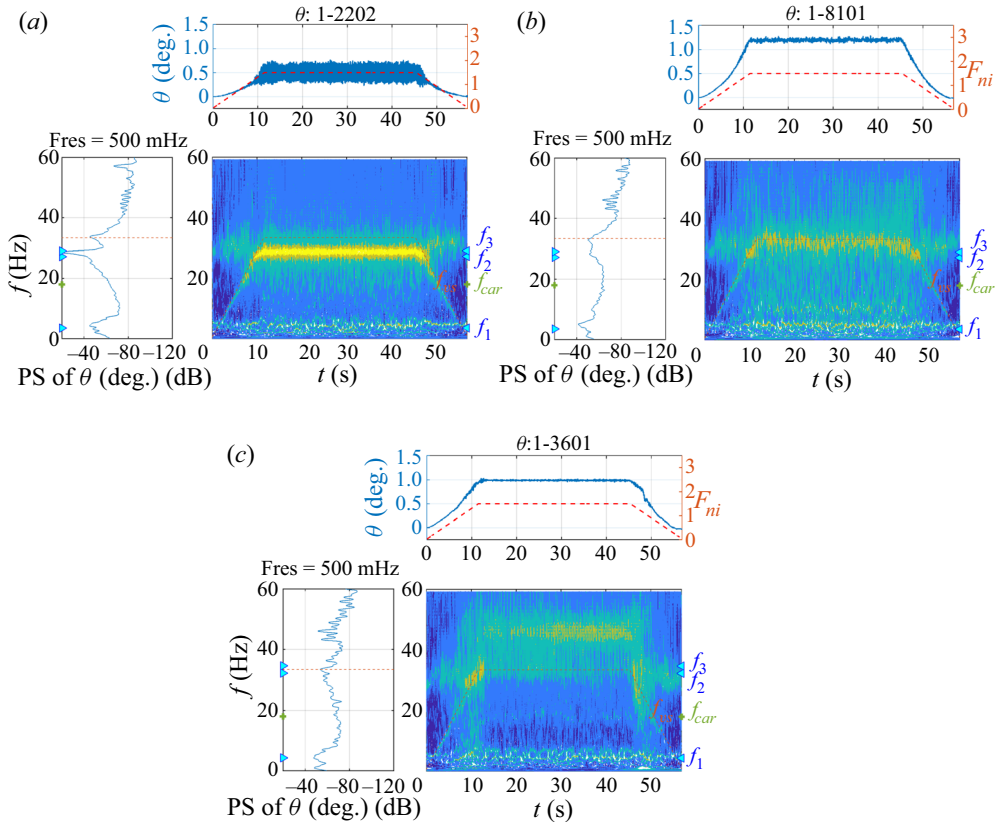 (a)
θ: 1-2202
1.5
1.0
0.5
0
θ (deg.)
3
2
1
0
0 10 20 30 40 50
Fres = 500 mHz
60
40
20
0
f (Hz)
−40 −80 −120
PS of θ (deg.) (dB)
60
40
20
0 10 20 30 40 50
t (s)
f3
f2
fcar
f1
(b)
θ: 1-8101
1.5
1.0
0.5
0
3
2
1
0
Fni
0 10 20 30 40 50
Fres = 500 mHz
60
40
20
0
−40 −80 −120
PS of θ (deg.) (dB)
60
40
20
0 10 20 30 40 50
t (s)
f3
f2
fcar
f1
(c)
θ:1-3601
1.5
1.0
0.5
0
θ (deg.)
3
2
1
0
Fni
0 10 20 30 40 50
Fres = 500 mHz
60
40
20
0
f (Hz)
−40 −80 −120
PS of θ (deg.) (dB)
60
40
20
0 10 20 30 40 50
t (s)
f3
f2
fcar
f1